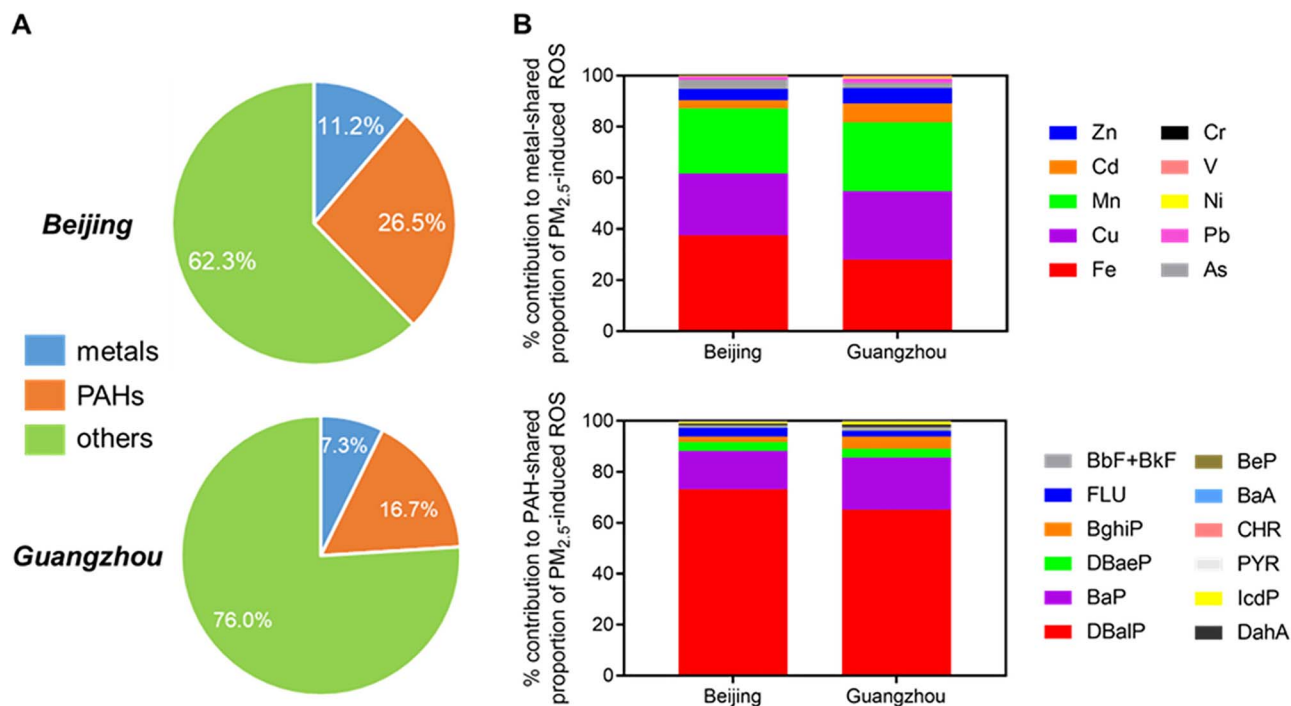 A
11.2%
26.5%
62.3%
Beijing
metals
PAHs
others
7.3%
16.7%
76.0%
Guangzhou
B
% contribution to metal-shared
proportion of PM2.5-induced ROS
100
80
60
40
20
0
Beijing Guangzhou
Zn Cr
Cd V
Mn Ni
Cu Pb
Fe As
% contribution to PAH-shared
proportion of PM2.5-induced ROS
100
80
60
40
20
0
Beijing Guangzhou
BbF+BkF BeP
FLU BaA
BghiP CHR
DBaeP PYR
BaP IcdP
DBalP DahA